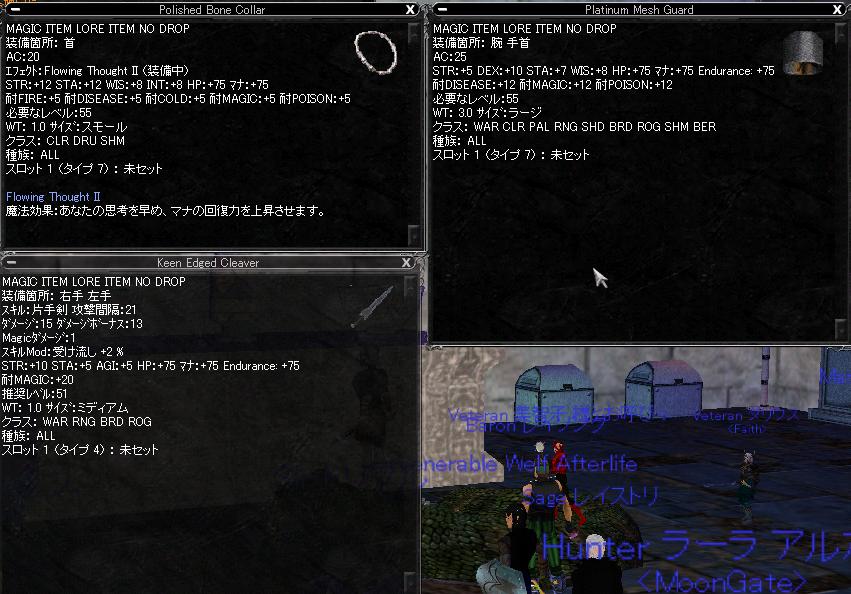 Polished Bone Collar
MAGIC ITEM LORE ITEM NO DROP
装備箇所: 首
AC:20
ｴﾌｪｸﾄ:Flowing Thought II (装備中)
STR:+12 STA:+12 WIS:+8 INT:+8 HP:+75 マナ:+75
耐FIRE:+5 耐DISEASE:+5 耐COLD:+5 耐MAGIC:+5 耐POISON:+5
必要なレベル:55
WT: 1.0 サイズ:スモール
クラス: CLR DRU SHM
種族: ALL
スロット 1 (タイプ 7) : 未セット
Flowing Thought II
魔法効果:あなたの思考を早め、マナの回復力を上昇させます。
Platinum Mesh Guard
MAGIC ITEM LORE ITEM NO DROP
装備箇所: 腕 手首
AC:25
STR:+5 DEX:+10 STA:+7 WIS:+8 HP:+75 マナ:+75 Endurance: +75
耐DISEASE:+12 耐MAGIC:+12 耐POISON:+12
必要なレベル:55
WT: 3.0 サイズ:ラージ
クラス: WAR CLR PAL RNG SHD BRD ROG SHM BER
種族: ALL
スロット 1 (タイプ 7) : 未セット
Keen Edged Cleaver
MAGIC ITEM LORE ITEM NO DROP
装備箇所: 右手 左手
スキル:片手剣 攻撃間隔:21
ﾀﾞﾒｰｼﾞ:15 ﾀﾞﾒｰｼﾞﾎﾞｰﾅｽ:13
Magicﾀﾞﾒｰｼﾞ:1
スキルMod:受け流し +2 %
STR:+10 STA:+5 AGI:+5 HP:+75 マナ:+75 Endurance: +75
耐MAGIC:+20
推奨ﾚﾍﾞﾙ:51
WT: 1.0 サイズ:ミディアム
クラス: WAR RNG BRD ROG
種族: ALL
スロット 1 (タイプ 4) : 未セット
Veteran
Veteran ダリウス
<Faith>
Baron
Welf Afterlife
Sage レイストリ
Hunter ラーラ アル
<MoonGate>